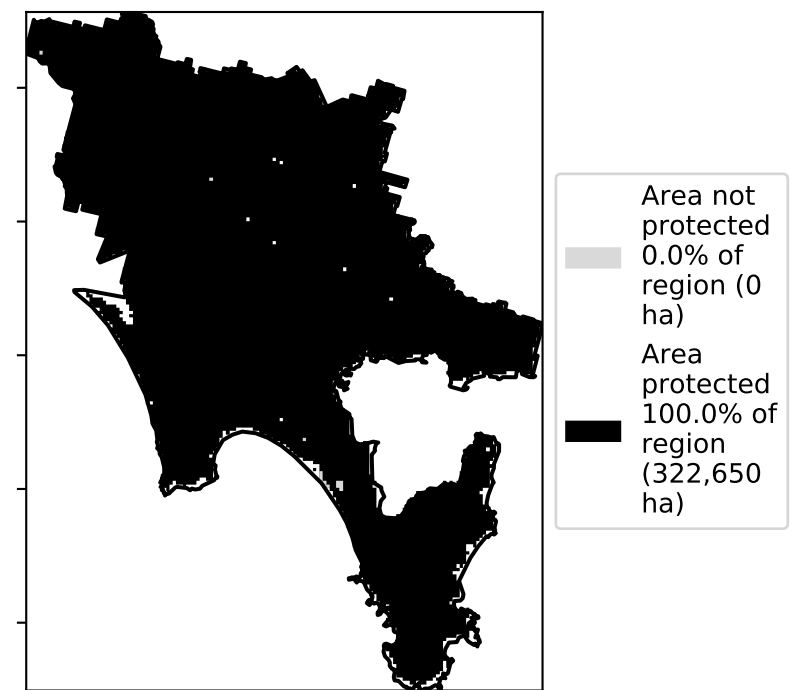 Area not
protected
0.0% of
region (0
ha)
Area
protected
100.0% of
region
(322,650
ha)